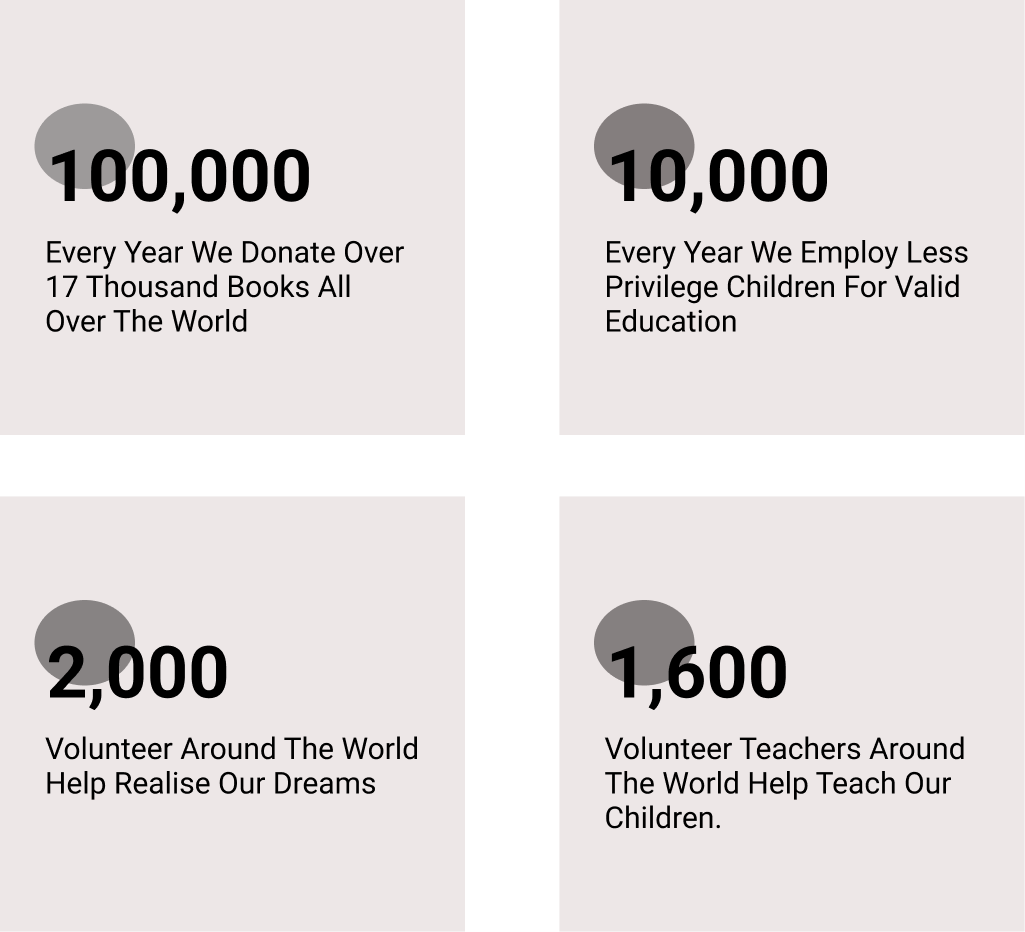 100,000
Every Year We Donate Over
17 Thousand Books All
Over The World
10,000
Every Year We Employ Less
Privilege Children For Valid
Education
2,000
Volunteer Around The World
Help Realise Our Dreams
1,600
Volunteer Teachers Around
The World Help Teach Our
Children.